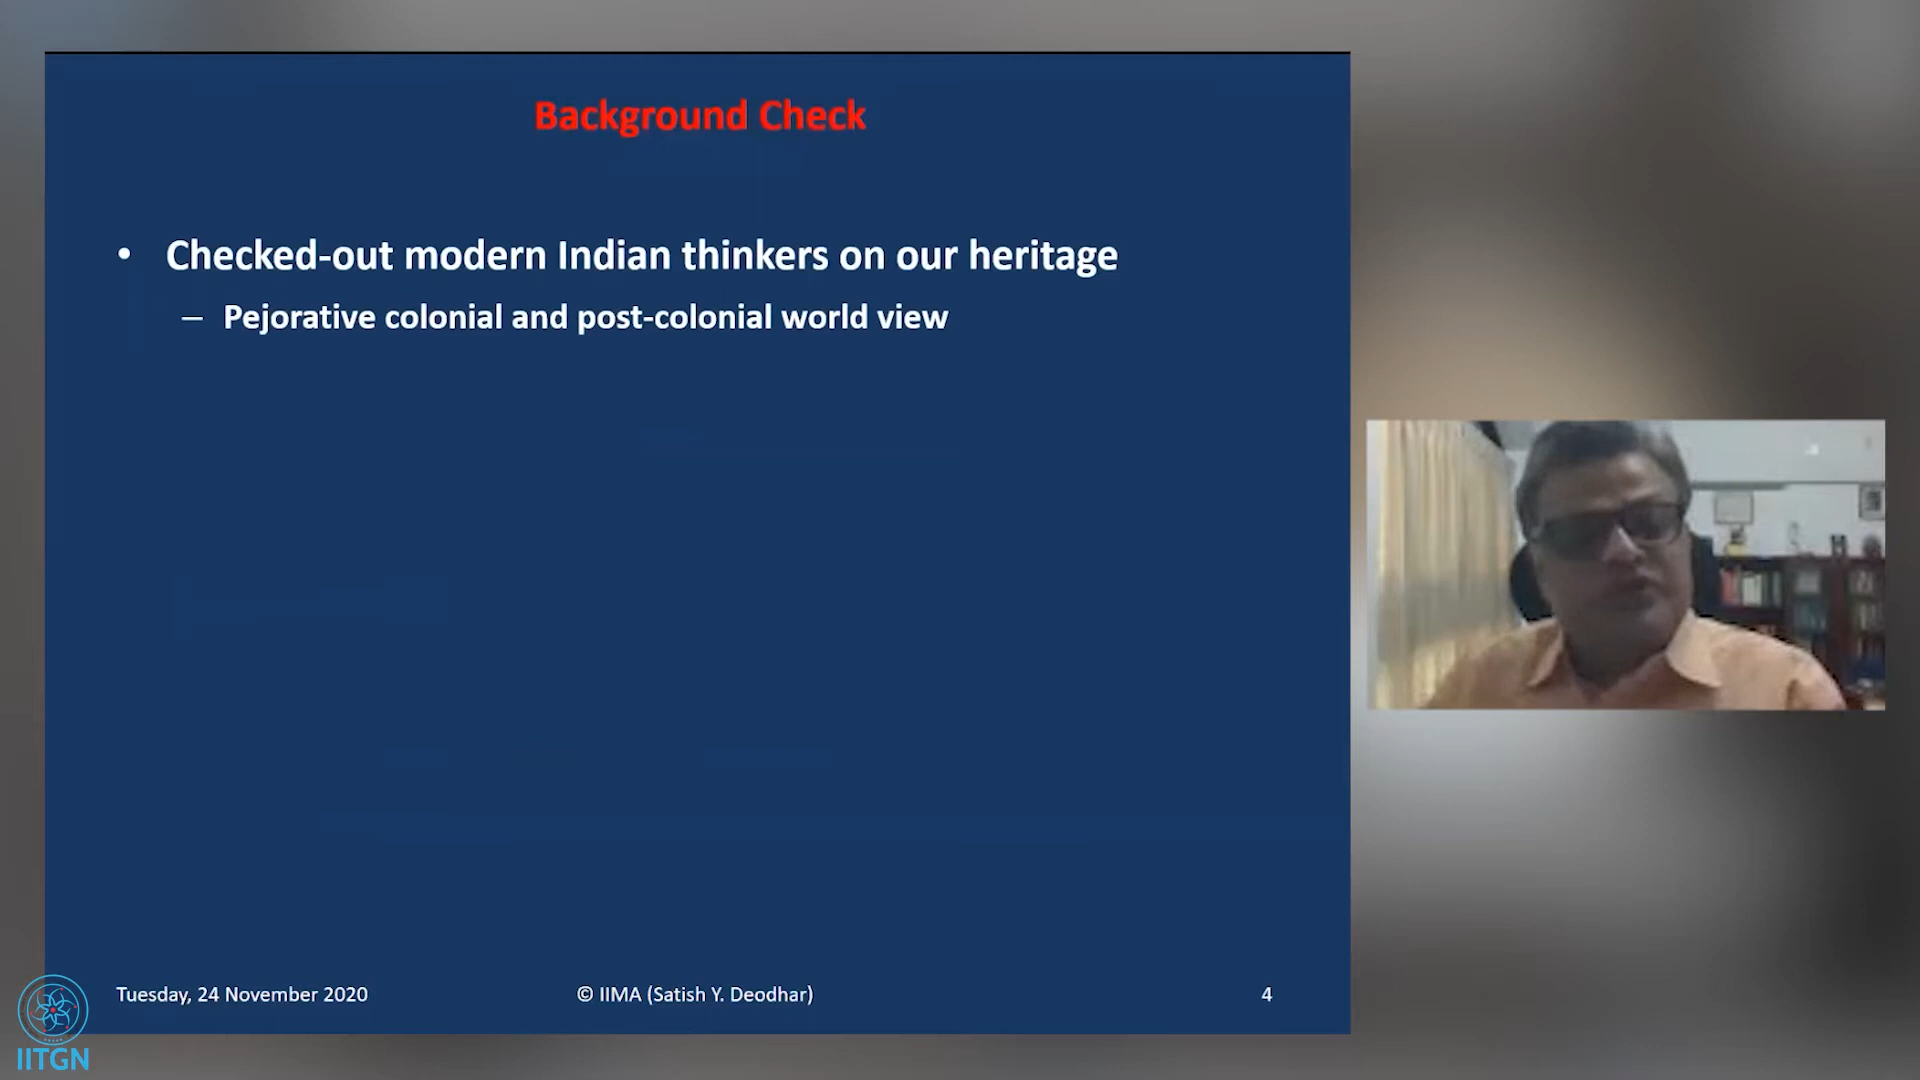 Background Check
• Checked-out modern Indian thinkers on our heritage
– Pejorative colonial and post-colonial world view
Tuesday, 24 November 2020
© IIMA (Satish Y. Deodhar)
4
IITGN